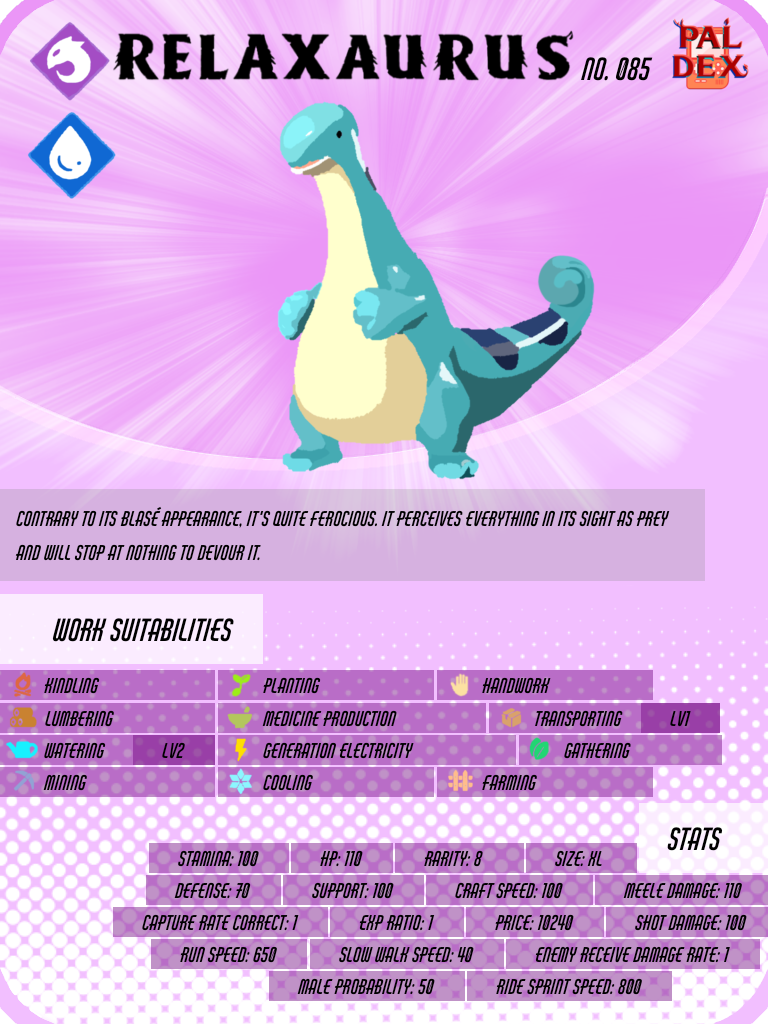 RELAXAURUS NO. 085
PAL
DEX
CONTRARY TO ITS BLASÉ APPEARANCE, IT'S QUITE FEROCIOUS. IT PERCEIVES EVERYTHING IN ITS SIGHT AS PREY
AND WILL STOP AT NOTHING TO DEVOUR IT.
WORK SUITABILITIES
KINDLING PLANTING HANDWORK
LUMBERING MEDICINE PRODUCTION TRANSPORTING LV1
WATERING LV2 GENERATION ELECTRICITY GATHERING
MINING COOLING FARMING
STATS
STAMINA: 100 HP: 110 RARITY: 8 SIZE: XL
DEFENSE: 70 SUPPORT: 100 CRAFT SPEED: 100 MEELE DAMAGE: 110
CAPTURE RATE CORRECT: 1 EXP RATIO: 1 PRICE: 10240 SHOT DAMAGE: 100
RUN SPEED: 650 SLOW WALK SPEED: 40 ENEMY RECEIVE DAMAGE RATE: 1
MALE PROBABILITY: 50 RIDE SPRINT SPEED: 800